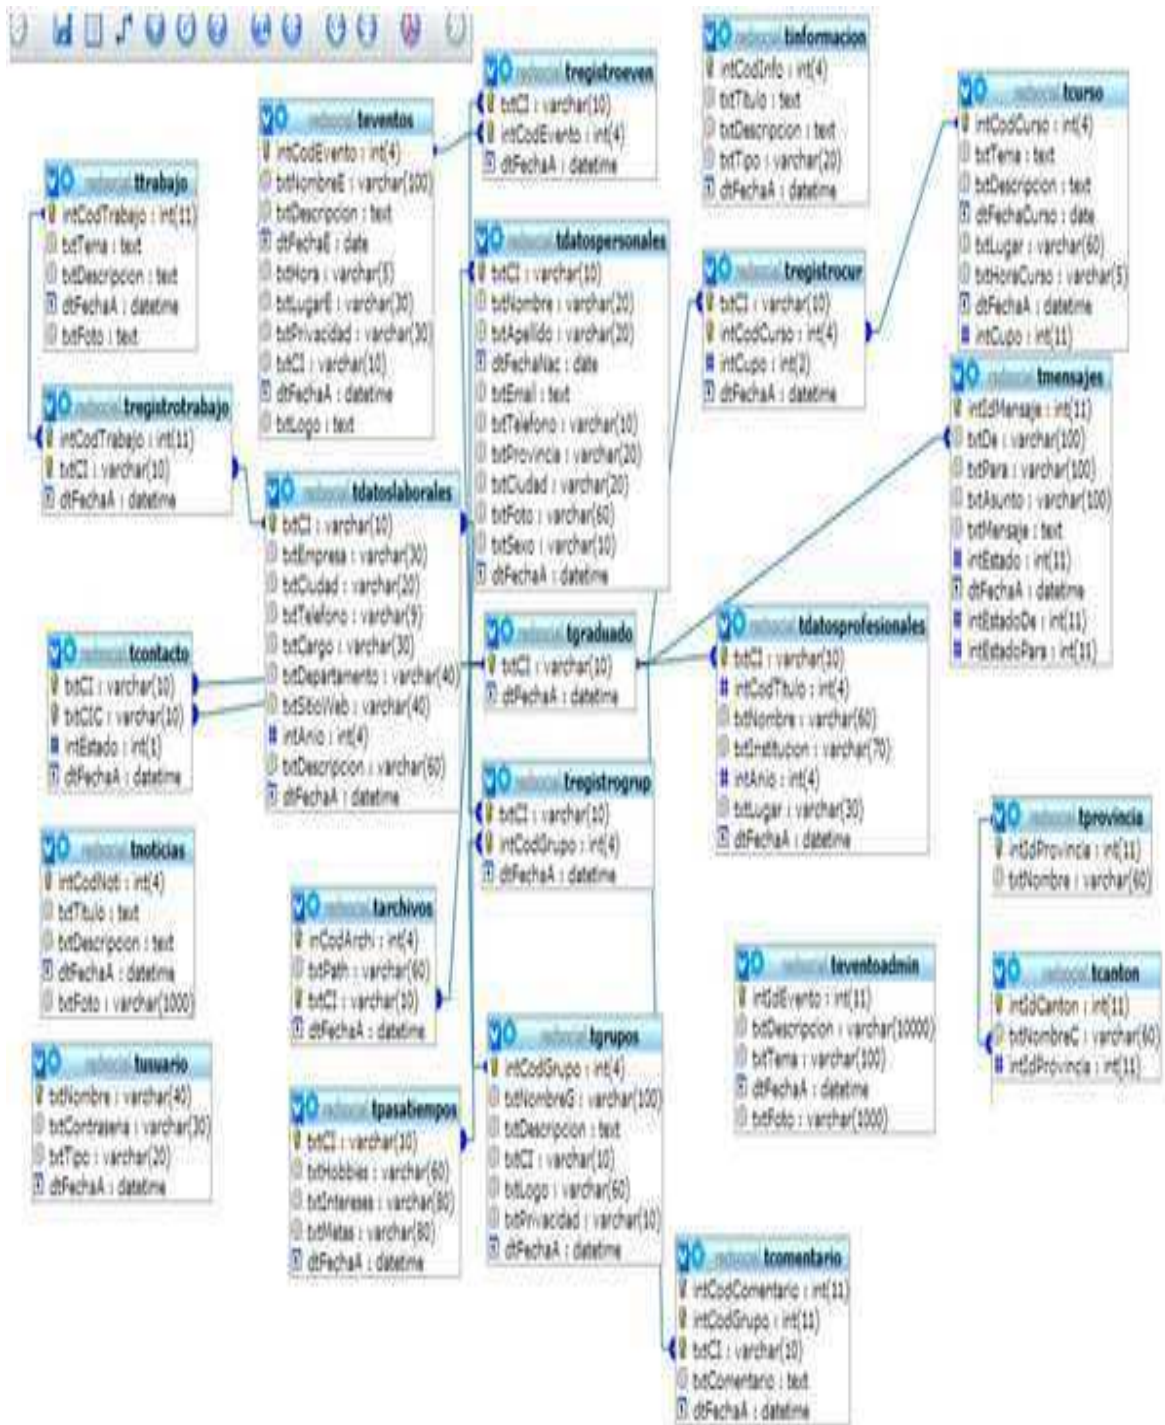 tregistroeven
txtCI : varchar(10)
intCodEvento : int(4)
dtFechaA : datetime
tinformacion
intCodInfo : int(4)
txtTitulo : text
txtDescripcion : text
txtTipo : varchar(20)
dtFechaA : datetime
tcurso
intCodCurso : int(4)
txtTema : text
txtDescripcion : text
dtFechaCurso : date
txtLugar : varchar(60)
txtHoraCurso : varchar(5)
dtFechaA : datetime
intCupo : int(11)
teventos
intCodEvento : int(4)
txtNombreE : varchar(100)
txtDescripcion : text
dtFechaE : date
txtHora : varchar(5)
txtLugarE : varchar(30)
txtPrivacidad : varchar(30)
txtCI : varchar(10)
dtFechaA : datetime
txtLogo : text
ttrabajo
intCodTrabajo : int(11)
txtTema : text
txtDescripcion : text
dtFechaA : datetime
txtFoto : text
tdatospersonales
txtCI : varchar(10)
txtNombre : varchar(20)
txtApellido : varchar(20)
dtFechaNac : date
txtEmail : text
txtTelefono : varchar(10)
txtProvincia : varchar(20)
txtCiudad : varchar(20)
txtFoto : varchar(60)
txtSexo : varchar(10)
dtFechaA : datetime
tregistrocur
txtCI : varchar(10)
intCodCurso : int(4)
intCupo : int(2)
dtFechaA : datetime
tmensajes
intIdMensaje : int(11)
txtDe : varchar(100)
txtPara : varchar(100)
txtAsunto : varchar(100)
txtMensaje : text
intEstado : int(11)
dtFechaA : datetime
intEstadoDe : int(11)
intEstadoPara : int(11)
tregistrotrabajo
intCodTrabajo : int(11)
txtCI : varchar(10)
dtFechaA : datetime
tdatoslaborales
txtCI : varchar(10)
txtEmpresa : varchar(30)
txtCiudad : varchar(20)
txtTelefono : varchar(9)
txtCargo : varchar(30)
txtDepartamento : varchar(40)
txtSitioWeb : varchar(40)
intAnio : int(4)
txtDescripcion : varchar(60)
dtFechaA : datetime
tgraduado
txtCI : varchar(10)
dtFechaA : datetime
tdatosprofesionales
txtCI : varchar(10)
intCodTitulo : int(4)
txtNombre : varchar(60)
txtInstitucion : varchar(70)
intAnio : int(4)
txtLugar : varchar(30)
dtFechaA : datetime
tcontacto
txtCI : varchar(10)
txtCIC : varchar(10)
intEstado : int(1)
dtFechaA : datetime
tregistrogrup
txtCI : varchar(10)
intCodGrupo : int(4)
dtFechaA : datetime
tprovincia
intIdProvincia : int(11)
txtNombre : varchar(60)
tnoticias
intCodNoti : int(4)
txtTitulo : text
txtDescripcion : text
dtFechaA : datetime
txtFoto : varchar(1000)
tarchivos
inCodArchi : int(4)
txtPath : varchar(60)
txtCI : varchar(10)
dtFechaA : datetime
teventoadmin
intIdEvento : int(11)
txtDescripcion : varchar(10000)
txtTema : varchar(100)
dtFechaA : datetime
txtFoto : varchar(1000)
tcanton
intIdCanton : int(11)
txtNombreC : varchar(60)
intIdProvincia : int(11)
tusuario
txtNombre : varchar(40)
txtContrasena : varchar(30)
txtTipo : varchar(20)
dtFechaA : datetime
tgrupos
intCodGrupo : int(4)
txtNombreG : varchar(100)
txtDescripcion : text
txtCI : varchar(10)
txtLogo : varchar(60)
txtPrivacidad : varchar(10)
dtFechaA : datetime
tpasatiempos
txtCI : varchar(10)
txtHobbies : varchar(60)
txtIntereses : varchar(80)
txtMetas : varchar(80)
dtFechaA : datetime
tcomentario
intCodComentario : int(11)
intCodGrupo : int(11)
txtCI : varchar(10)
txtComentario : text
dtFechaA : datetime